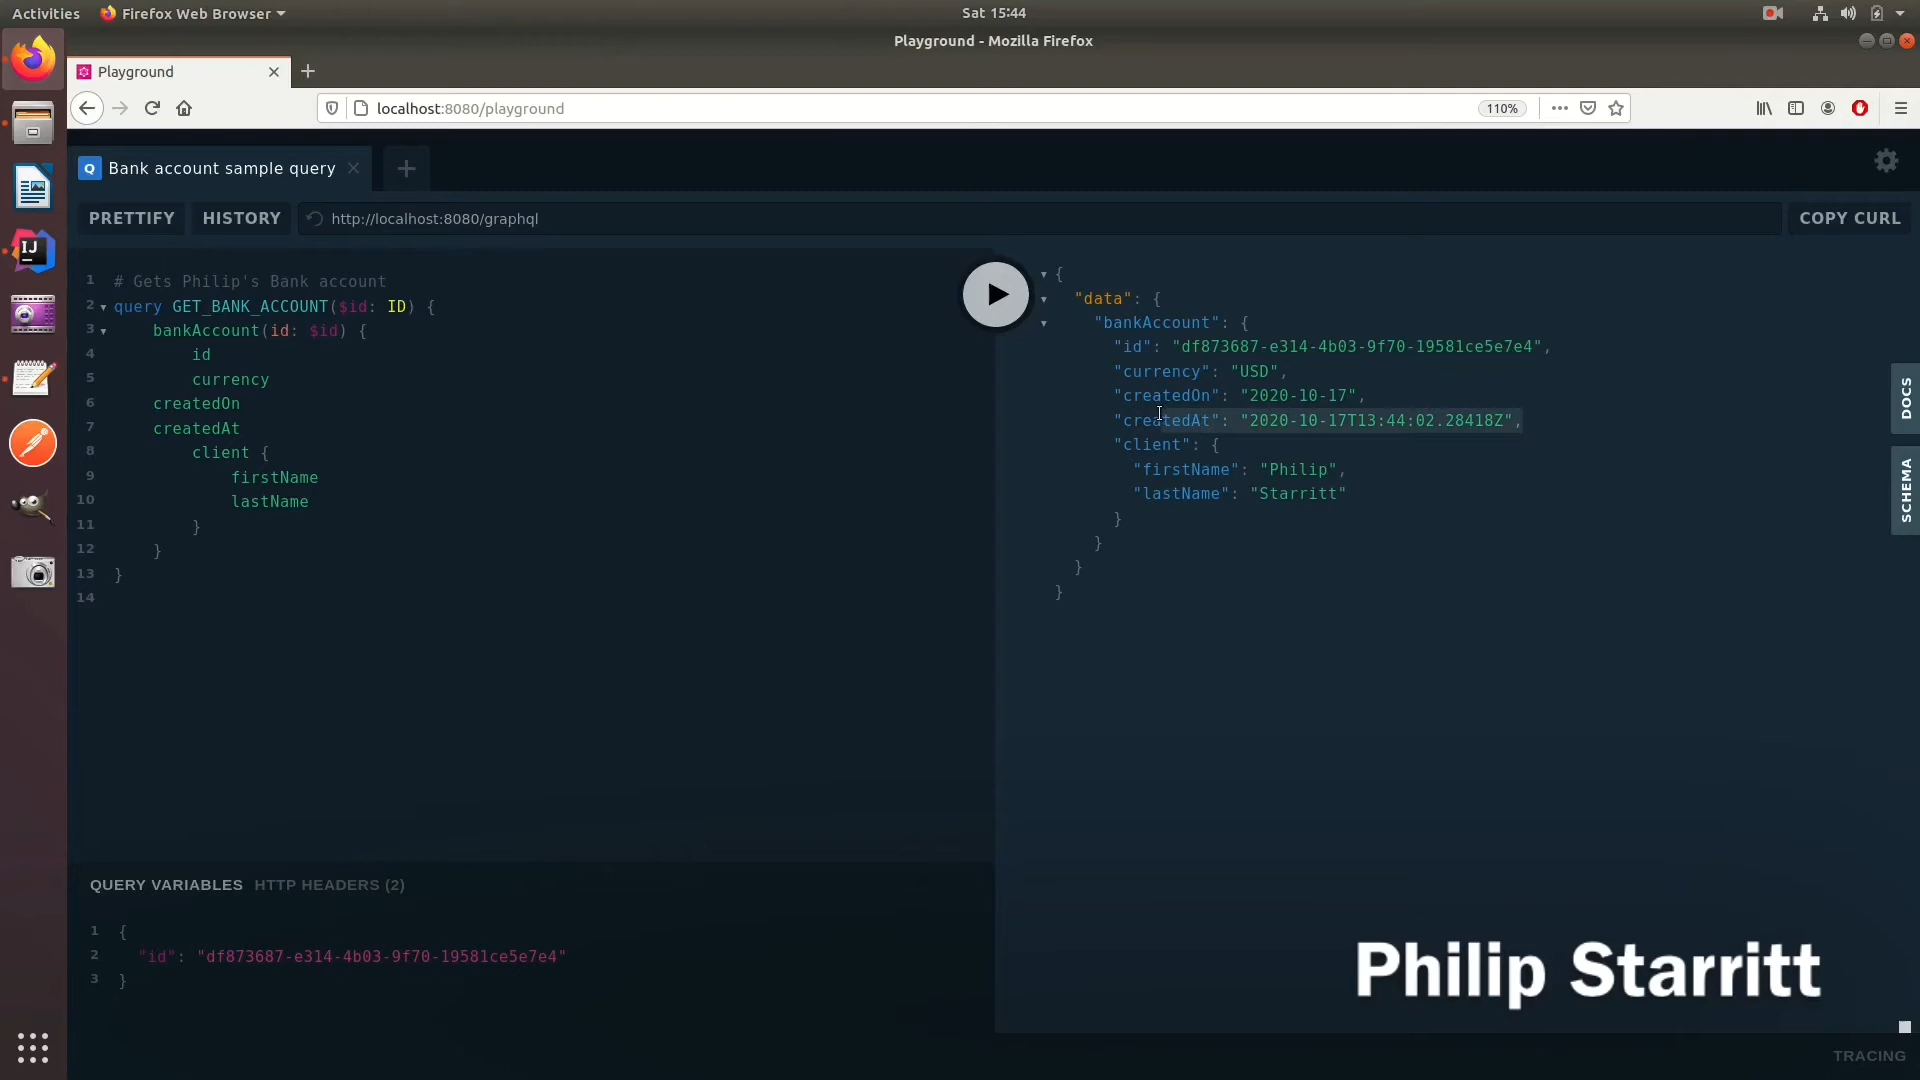 Activities Firefox Web Browser Sat 15:44
Playground - Mozilla Firefox
Playground
localhost:8080/playground 110%
Q Bank account sample query
PRETTIFY HISTORY http://localhost:8080/graphql COPY CURL
1 # Gets Philip's Bank account
2 query GET_BANK_ACCOUNT($id: ID) {
3 bankAccount(id: $id) {
4 id
5 currency
6 createdOn
7 createdAt
8 client {
9 firstName
10 lastName
11 }
12 }
13 }
14
{
"data": {
"bankAccount": {
"id": "df873687-e314-4b03-9f70-19581ce5e7e4",
"currency": "USD",
"createdOn": "2020-10-17",
"createdAt": "2020-10-17T13:44:02.28418Z",
"client": {
"firstName": "Philip",
"lastName": "Starritt"
}
}
}
}
DOCS
SCHEMA
QUERY VARIABLES HTTP HEADERS (2)
1 {
2 "id": "df873687-e314-4b03-9f70-19581ce5e7e4"
3 }
Philip Starritt
TRACING
IJ